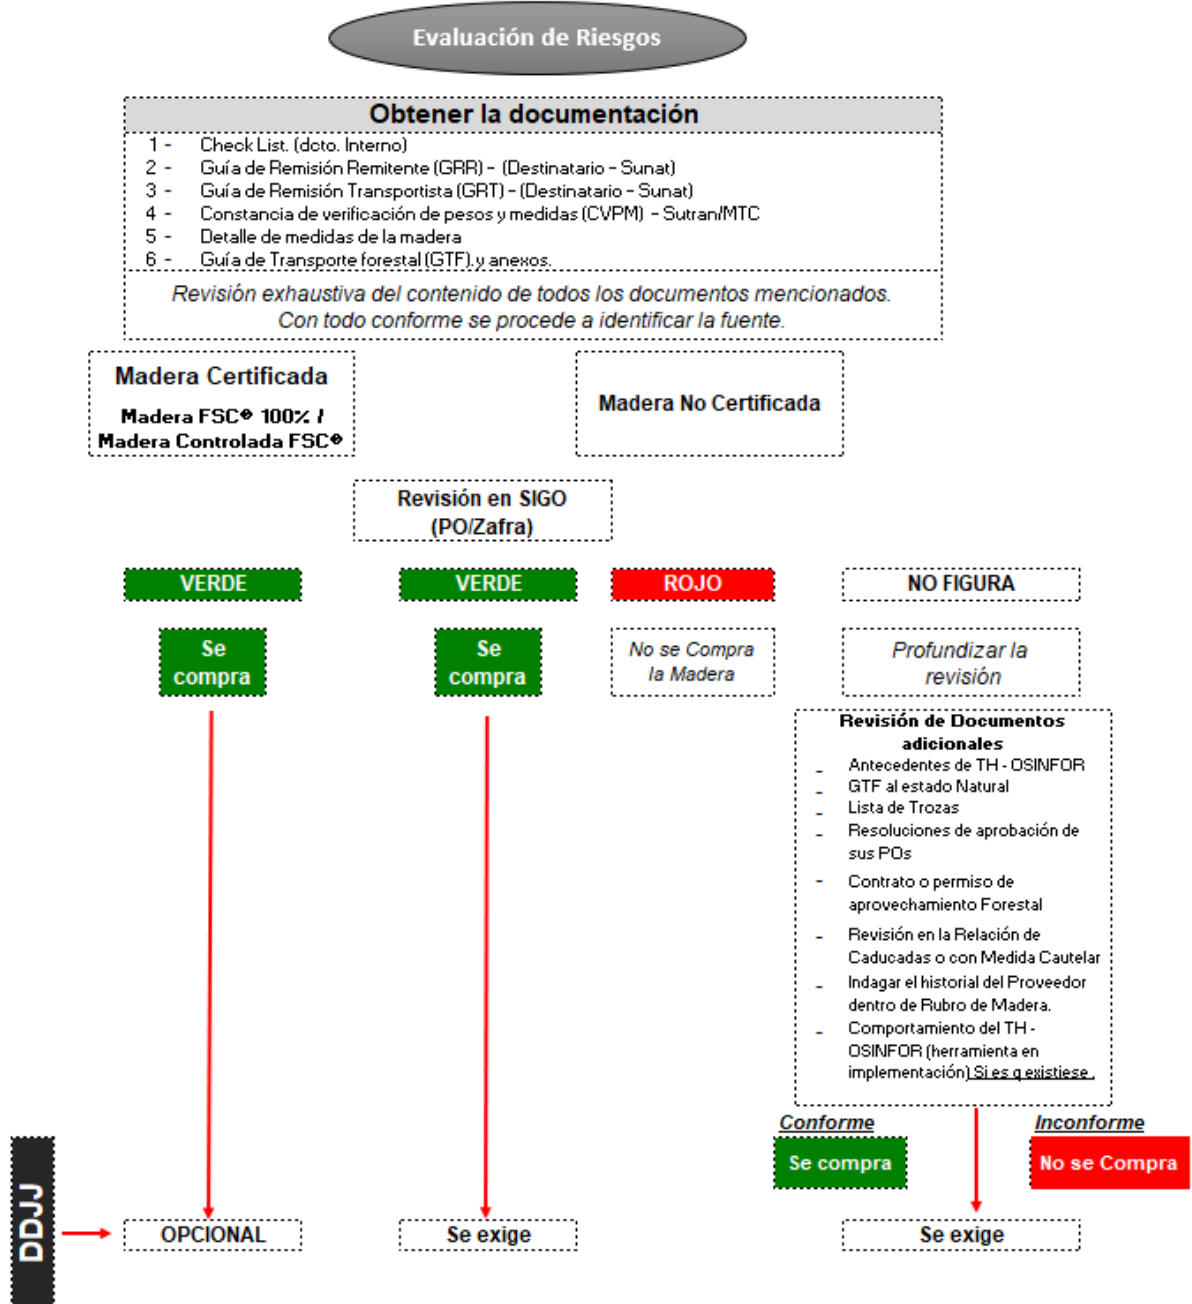 Evaluación de Riesgos
Obtener la documentación
1 - Check List. (dcto. Interno)
2 - Guía de Remisión Remitente (GRR) - (Destinatario - Sunat)
3 - Guía de Remisión Transportista (GRT) - (Destinatario - Sunat)
4 - Constancia de verificación de pesos y medidas (CVPM) - Sutran/MTC
5 - Detalle de medidas de la madera
6 - Guía de Transporte forestal (GTF).y anexos.
Revisión exhaustiva del contenido de todos los documentos mencionados.
Con todo conforme se procede a identificar la fuente.
Madera Certificada
Madera FSC® 100% /
Madera Controlada FSC®
Madera No Certificada
Revisión en SIGO
(PO/Zafra)
VERDE
VERDE
ROJO
NO FIGURA
Se
compra
Se
compra
No se Compra
la Madera
Profundizar la
revisión
Revisión de Documentos
adicionales
- Antecedentes de TH - OSINFOR
- GTF al estado Natural
- Lista de Trozas
- Resoluciones de aprobación de
sus POs
- Contrato o permiso de
aprovechamiento Forestal
- Revisión en la Relación de
Caducadas o con Medida Cautelar
- Indagar el historial del Proveedor
dentro de Rubro de Madera.
- Comportamiento del TH -
OSINFOR (herramienta en
implementación) Si es q existiese .
Conforme
Inconforme
Se compra
No se Compra
DDJJ
OPCIONAL
Se exige
Se exige